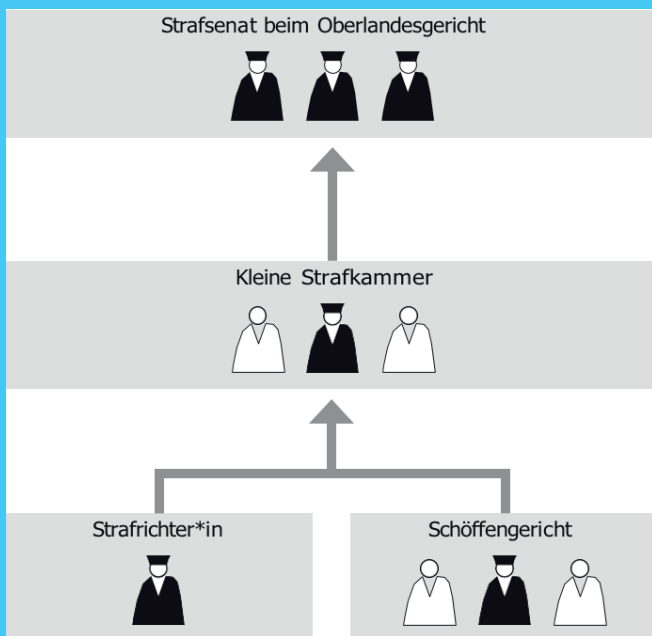 Strafsenat beim Oberlandesgericht
Kleine Strafkammer
Strafrichter*in
Schöffengericht